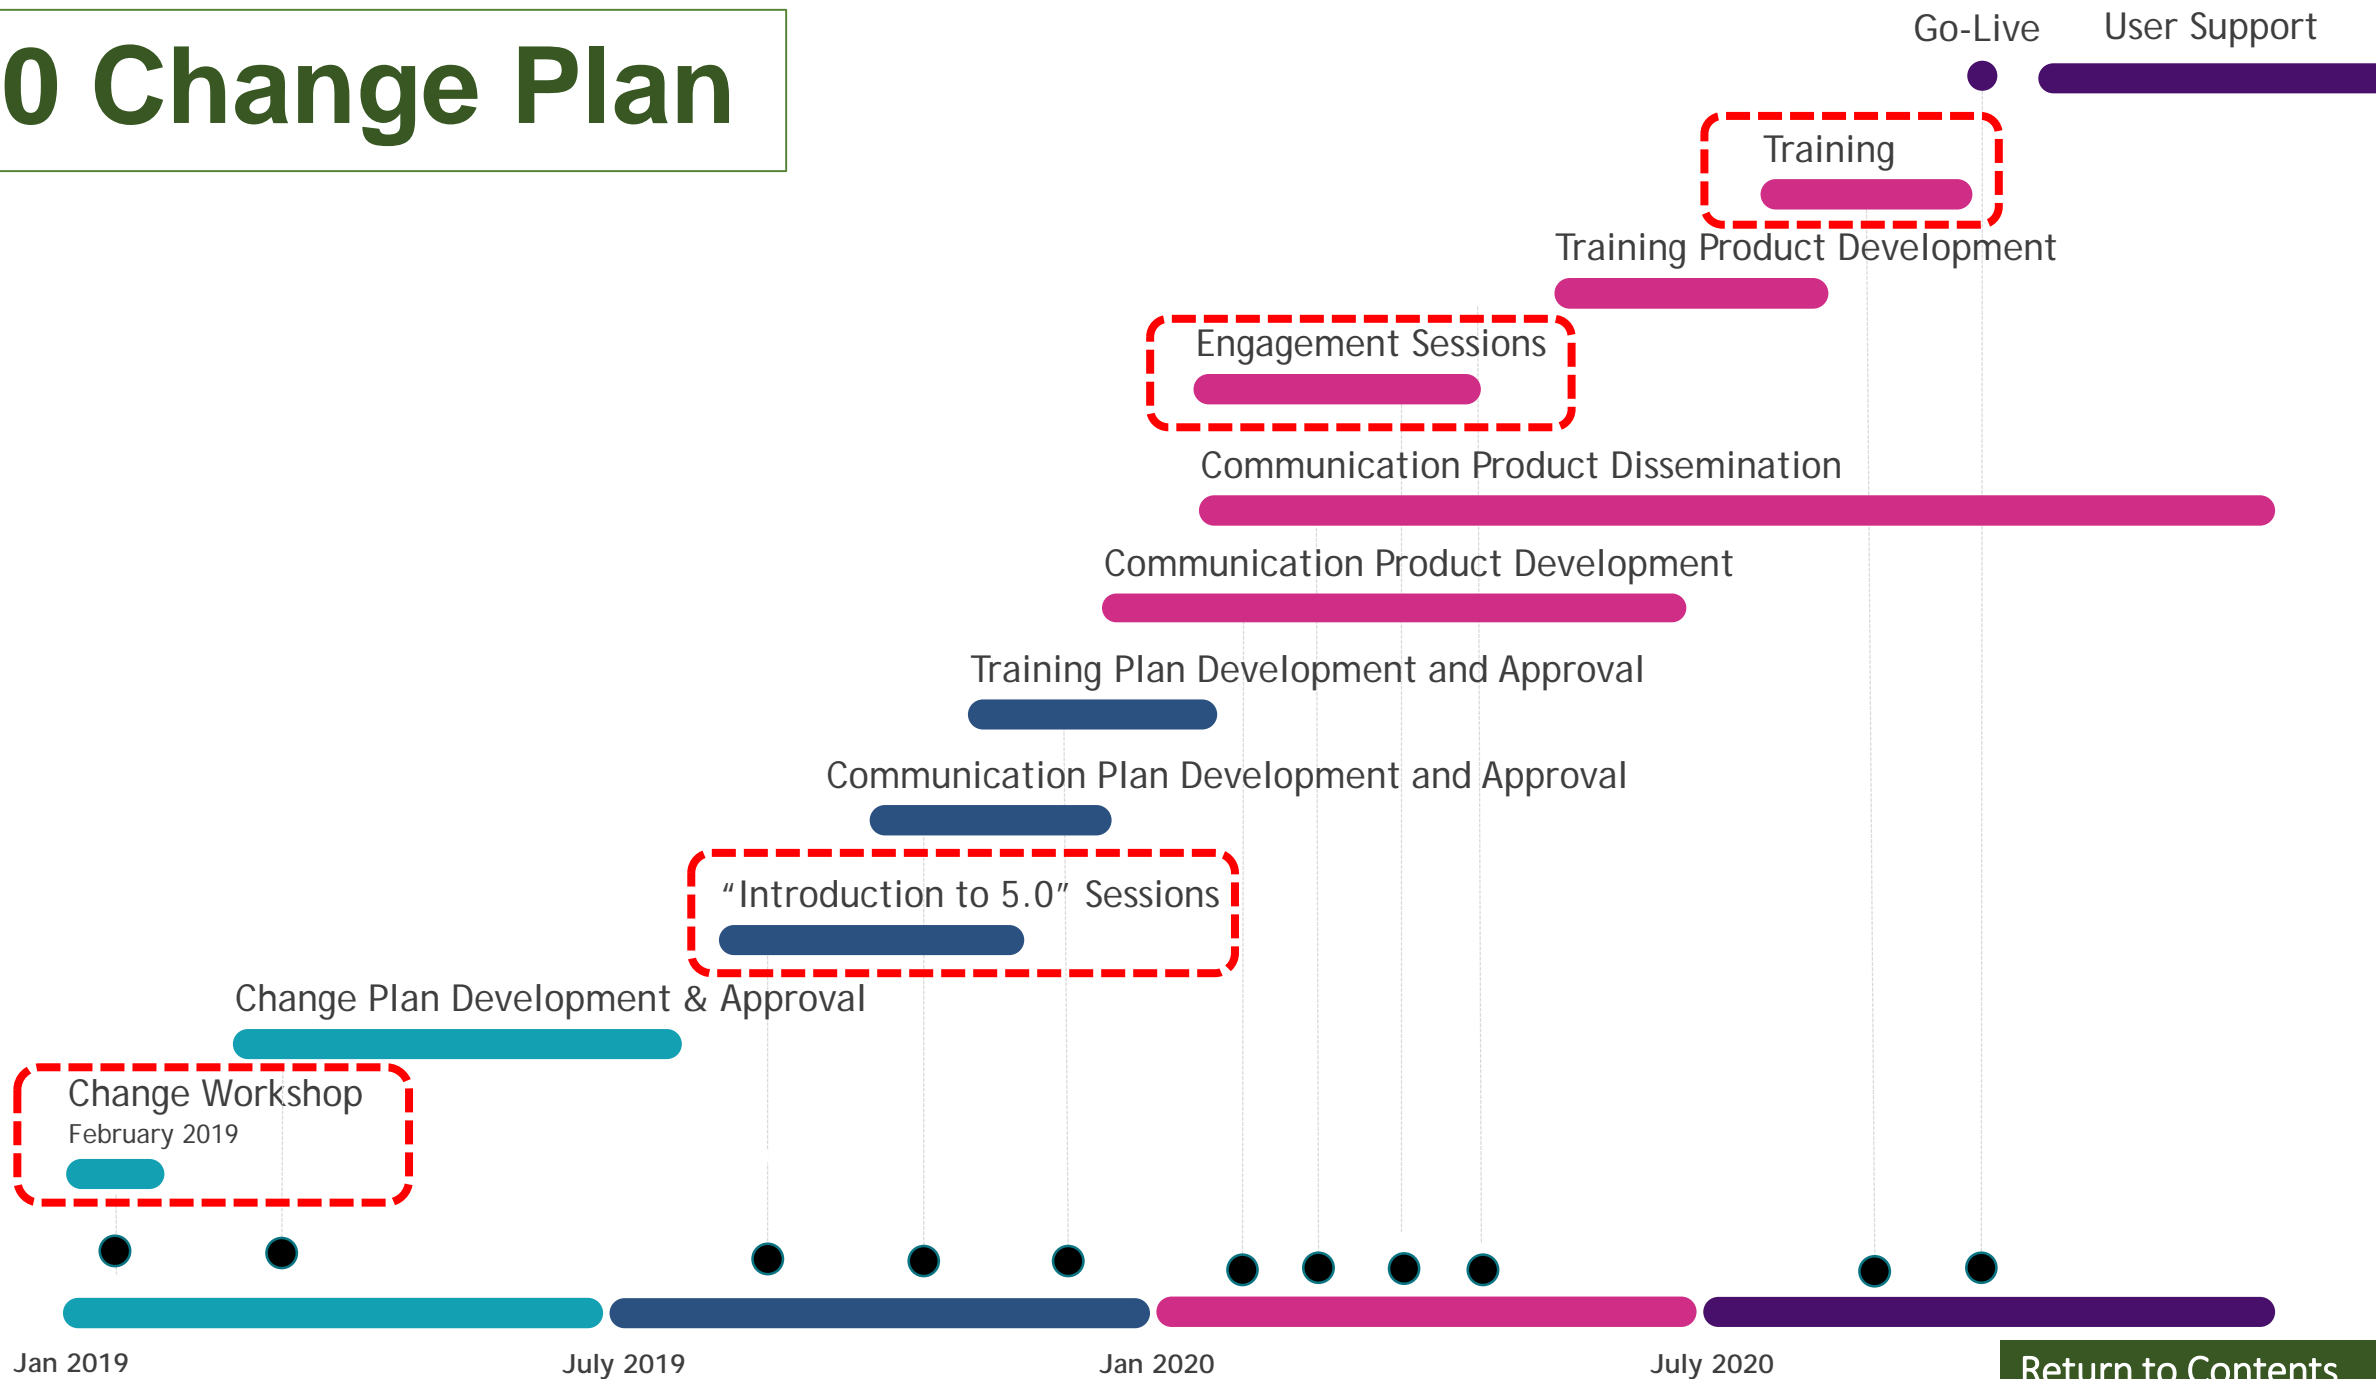 0 Change Plan
Go-Live
User Support
Training
Training Product Development
Engagement Sessions
Communication Product Dissemination
Communication Product Development
Training Plan Development and Approval
Communication Plan Development and Approval
“Introduction to 5.0” Sessions
Change Plan Development & Approval
Change Workshop
February 2019
Jan 2019
July 2019
Jan 2020
July 2020
Return to Contents